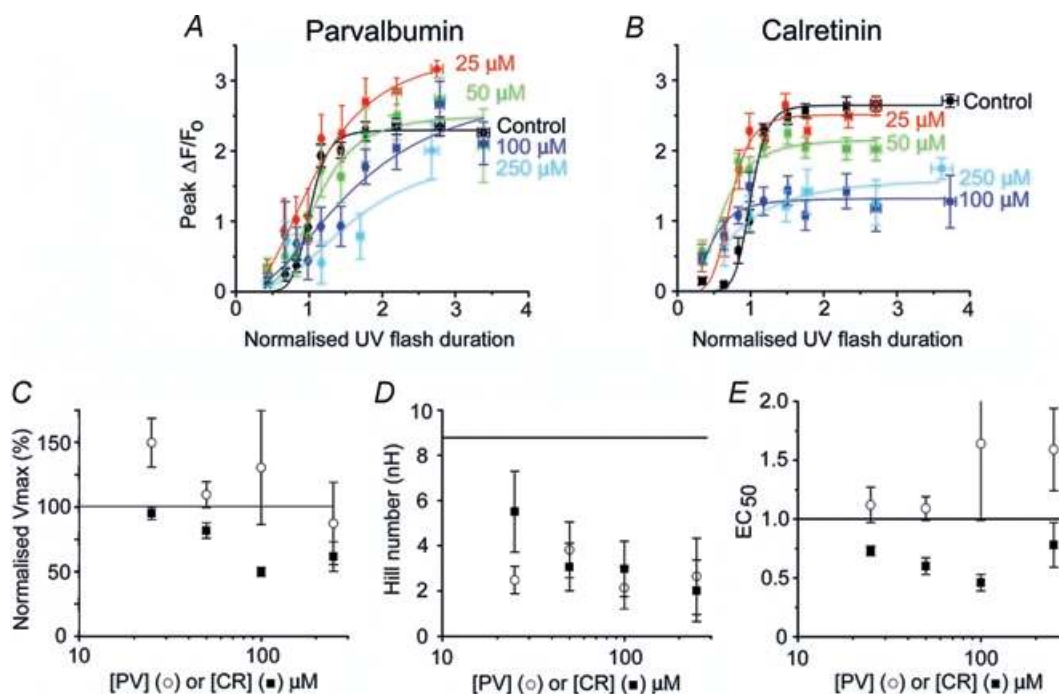 A Parvalbumin
B Calretinin
3
2
1
0
Peak ΔF/Fo
25 µM
50 µM
Control
100 µM
250 µM
0 1 2 3 4
Normalised UV flash duration
3
2
1
0
Control
25 µM
50 µM
250 µM
100 µM
0 1 2 3 4
Normalised UV flash duration
C
Normalised Vmax (%)
150
100
75
50
25
0
10 100
[PV] (○) or [CR] (■) µM
D
Hill number (nH)
10
8
6
4
2
0
10 100
[PV] (○) or [CR] (■) µM
E
EC50
2.0
1.5
1.0
0.5
0
10 100
[PV] (○) or [CR] (■) µM